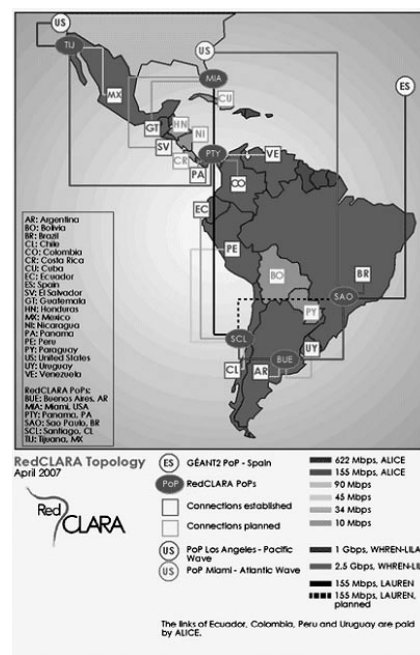 US
TIJ
US
MIA
ES
MX
CU
GT
HN
NI
SV
CR
PTY
VE
PA
CO
EC
PE
BO
BR
SAO
PY
SCL
UY
CL
AR
BUE
AR: Argentina
BO: Bolivia
BR: Brazil
CL: Chile
CO: Colombia
CR: Costa Rica
CU: Cuba
EC: Ecuador
ES: Spain
SV: El Salvador
GT: Guatemala
HN: Honduras
MX: Mexico
NI: Nicaragua
PA: Panama
PE: Peru
PY: Paraguay
US: United States
UY: Uruguay
VE: Venezuela
RedCLARA PoPs:
BUE: Buenos Aires, AR
MIA: Miami, USA
PTY: Panama, PA
SAO: Sao Paulo, BR
SCL: Santiago, CL
TIJ: Tijuana, MX
RedCLARA Topology
April 2007
Red CLARA
ES GÉANT2 PoP - Spain
PoP RedCLARA PoPs
Connections established
Connections planned
US PoP Los Angeles - Pacific
Wave
US PoP Miami - Atlantic Wave
622 Mbps, ALICE
155 Mbps, ALICE
90 Mbps
45 Mbps
34 Mbps
10 Mbps
1 Gbps, WHREN-LILA
2.5 Gbps, WHREN-LIL
155 Mbps, LAUREN
155 Mbps, LAUREN,
planned
The links of Ecuador, Colombia, Peru and Uruguay are paid
by ALICE.